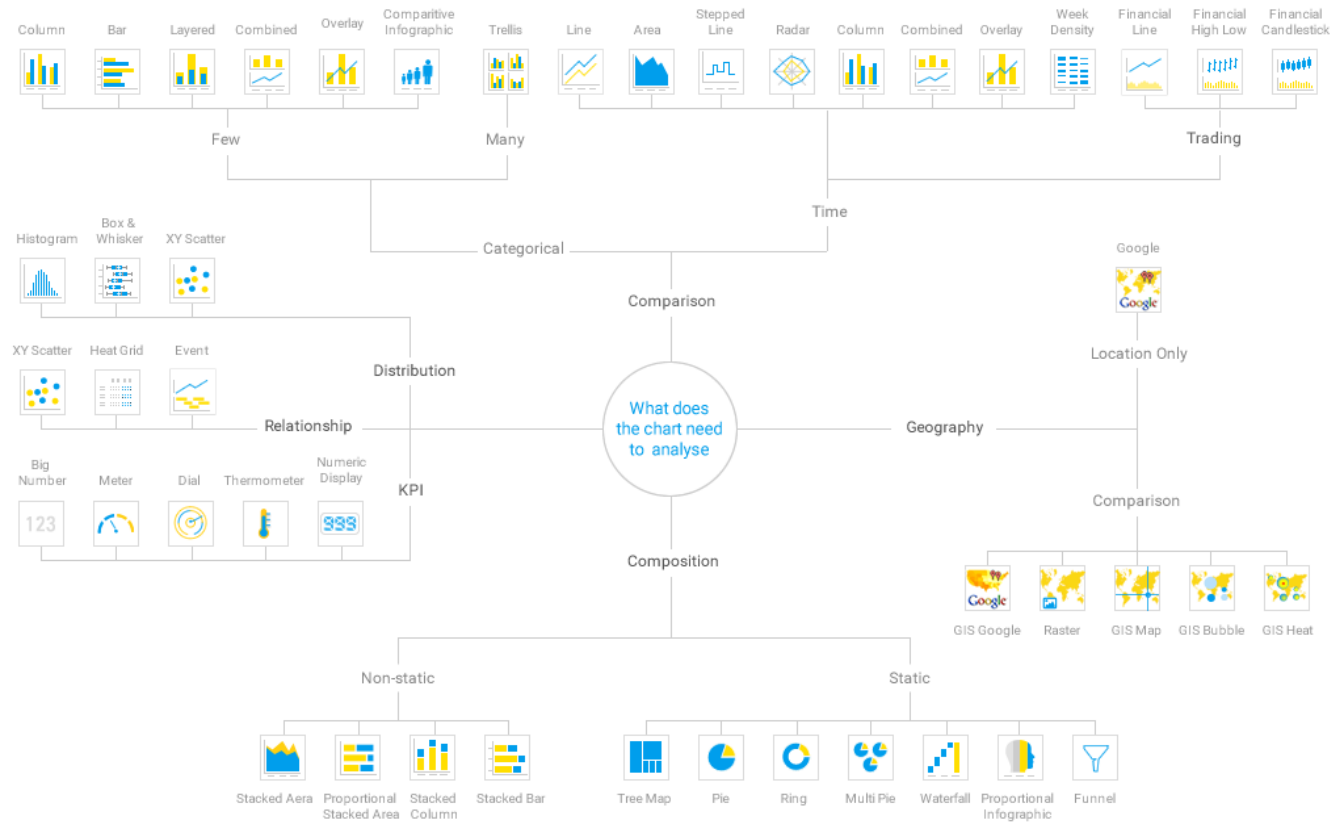 Column
Bar
Layered
Combined
Overlay
Comparitive
Infographic
Trellis
Line
Area
Stepped
Line
Radar
Column
Combined
Overlay
Week
Density
Financial
Line
Financial
High Low
Financial
Candlestick
Few
Many
Trading
Time
Categorical
Comparison
Histogram
Box &
Whisker
XY Scatter
Distribution
XY Scatter
Heat Grid
Event
Relationship
Big
Number
Meter
Dial
Thermometer
Numeric
Display
123
999
KPI
What does
the chart need
to analyse
Google
Google
Location Only
Geography
Comparison
Google
GIS Google
Raster
GIS Map
GIS Bubble
GIS Heat
Composition
Non-static
Static
Stacked Aera
Proportional
Stacked Area
Stacked
Column
Stacked Bar
Tree Map
Pie
Ring
Multi Pie
Waterfall
Proportional
Infographic
Funnel